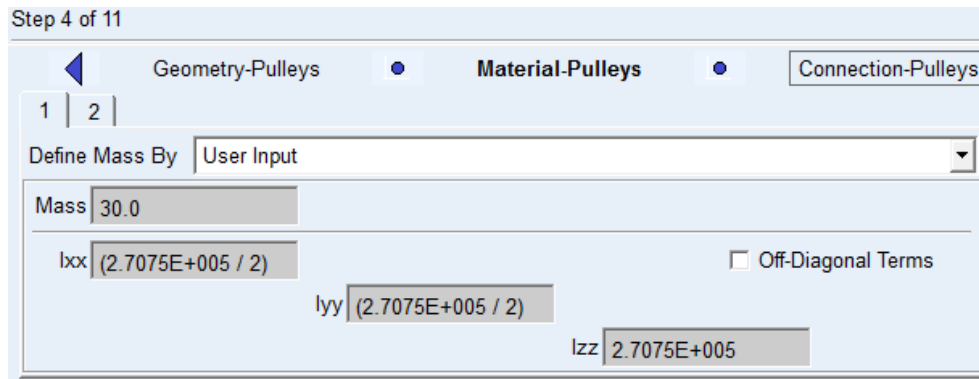 Step 4 of 11
Geometry-Pulleys Material-Pulleys Connection-Pulleys
1 2
Define Mass By User Input
Mass 30.0
Ixx (2.7075E+005 / 2) Off-Diagonal Terms
Iyy (2.7075E+005 / 2)
Izz 2.7075E+005